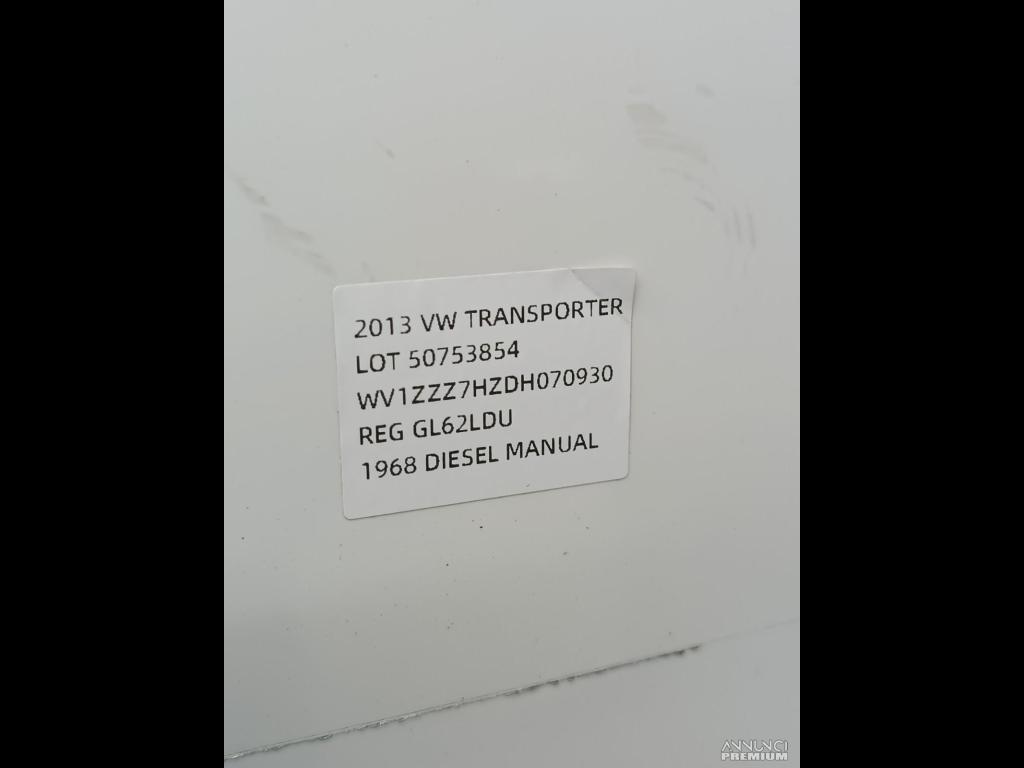 2013 VW TRANSPORTER
LOT 50753854
WV1ZZZ7HZDH070930
REG GL62LDU
1968 DIESEL MANUAL
ANNUNCI
PREMIUM